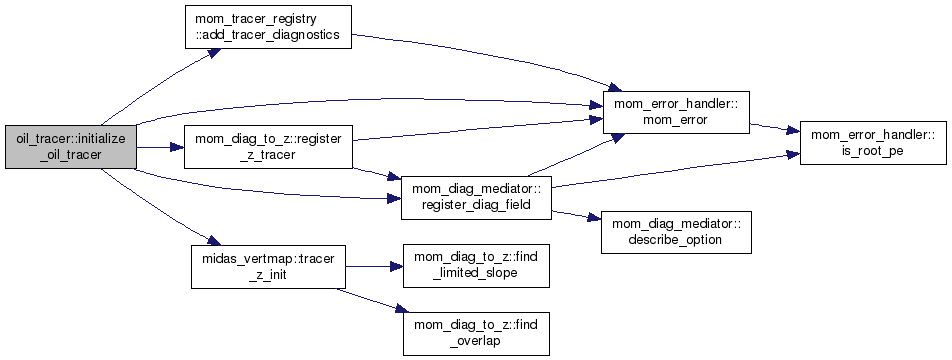 mom_tracer_registry
::add_tracer_diagnostics
mom_error_handler::
mom_error
oil_tracer::initialize
_oil_tracer
mom_diag_to_z::register
_z_tracer
mom_error_handler::
is_root_pe
mom_diag_mediator::
register_diag_field
mom_diag_mediator::
describe_option
midas_vertmap::tracer
_z_init
mom_diag_to_z::find
_limited_slope
mom_diag_to_z::find
_overlap